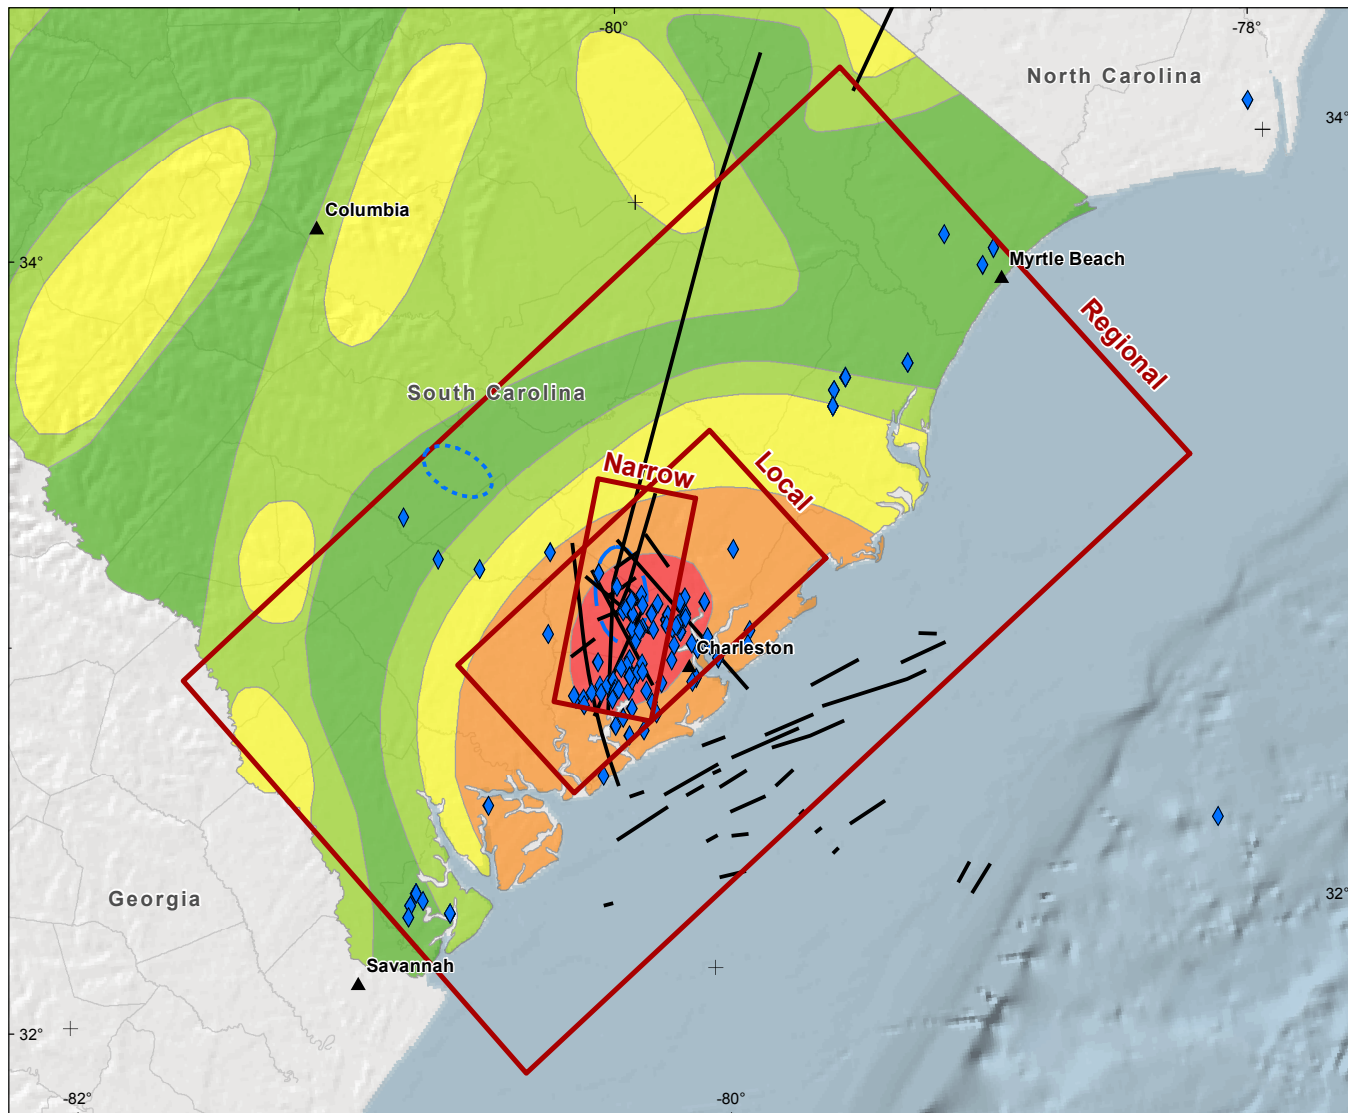 -80°
-78°
North Carolina
34°
Columbia
34°
Myrtle Beach
Regional
South Carolina
Narrow
Local
Charleston
Georgia
32°
Savannah
32°
-82°
-80°